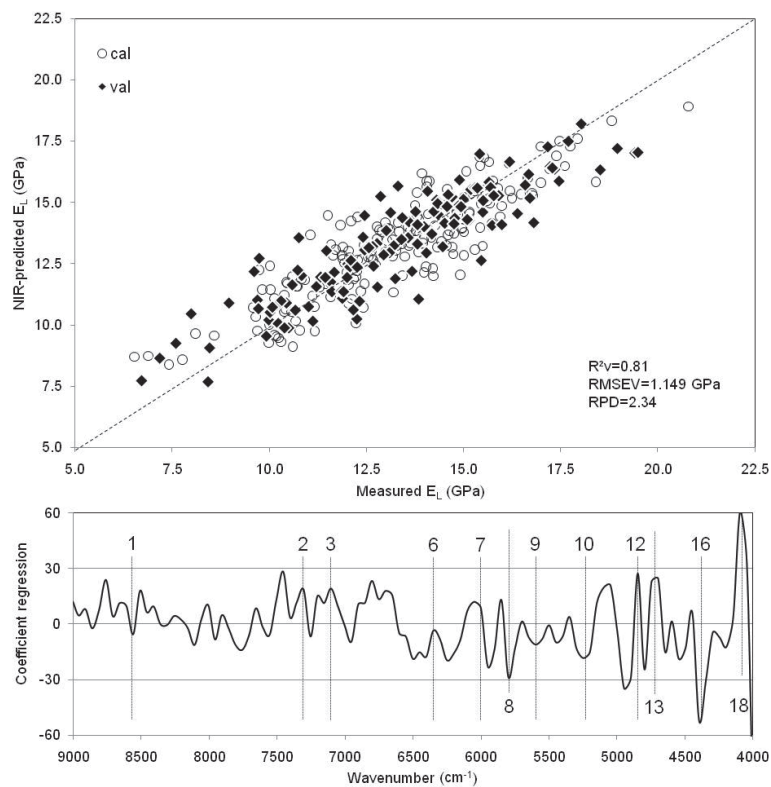 22.5
20.0
17.5
15.0
12.5
10.0
7.5
5.0
NIR-predicted E_L (GPa)
cal
val
R²v=0.81
RMSEV=1.149 GPa
RPD=2.34
5.0 7.5 10.0 12.5 15.0 17.5 20.0 22.5
Measured E_L (GPa)
60
30
0
-30
-60
Coefficient regression
1 2 3 6 7 9 10 12 16
8 13 18
9000 8500 8000 7500 7000 6500 6000 5500 5000 4500 4000
Wavenumber (cm⁻¹)